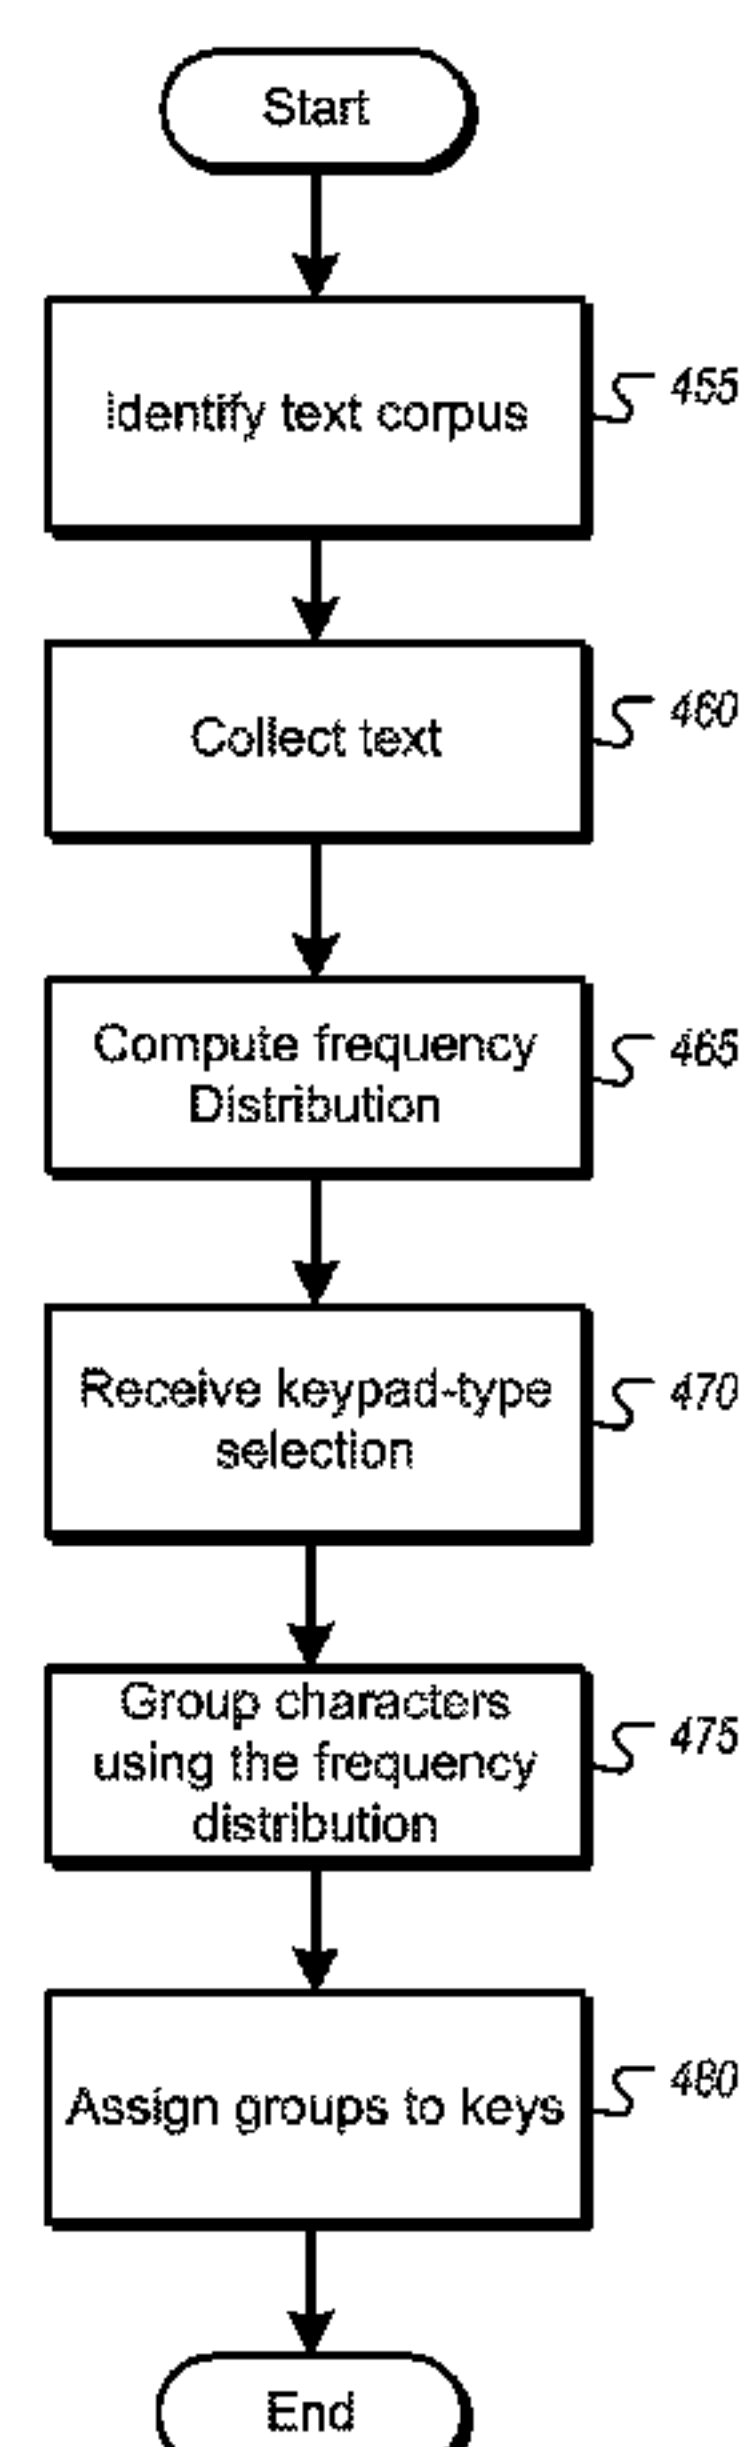 Start
Identify text corpus
455
Collect text
460
Compute frequency
Distribution
465
Receive keypad-type
selection
470
Group characters
using the frequency
distribution
475
Assign groups to keys
480
End